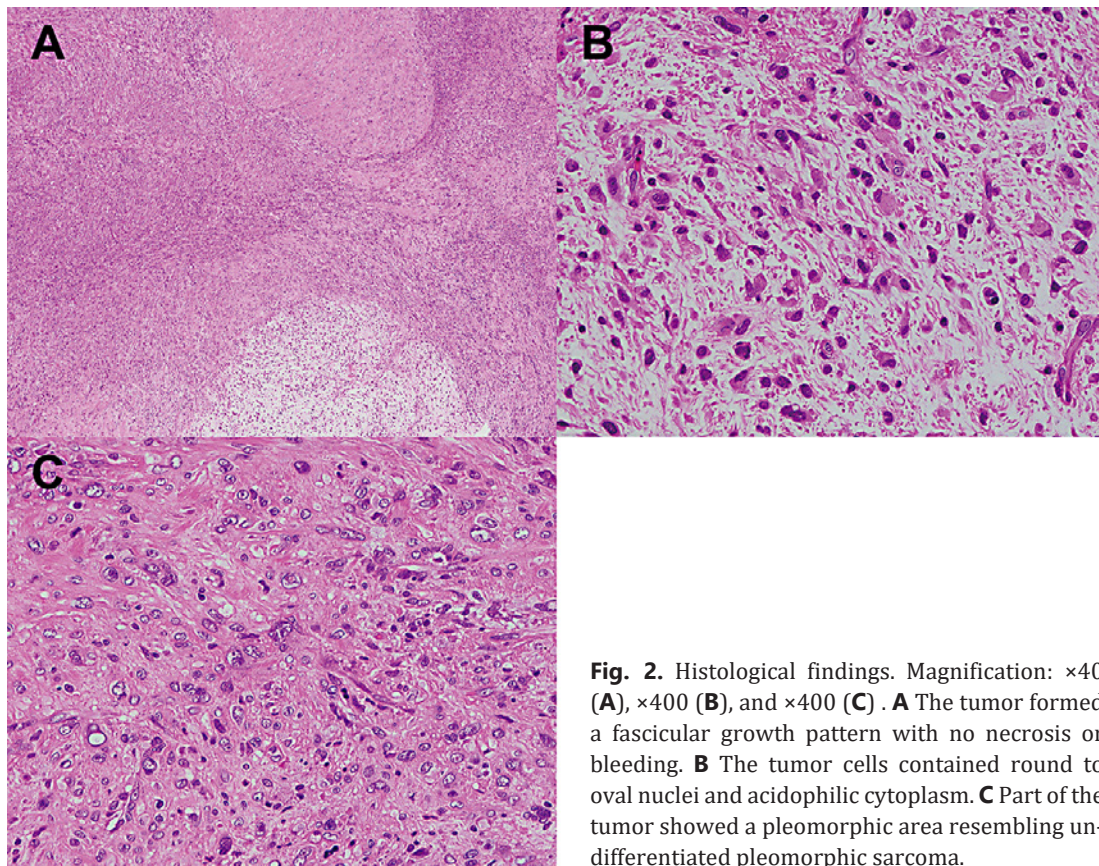 A
B
C
Fig. 2. Histological findings. Magnification: ×40
(A), ×400 (B), and ×400 (C) . A The tumor formed
a fascicular growth pattern with no necrosis or
bleeding. B The tumor cells contained round to
oval nuclei and acidophilic cytoplasm. C Part of the
tumor showed a pleomorphic area resembling un-
differentiated pleomorphic sarcoma.